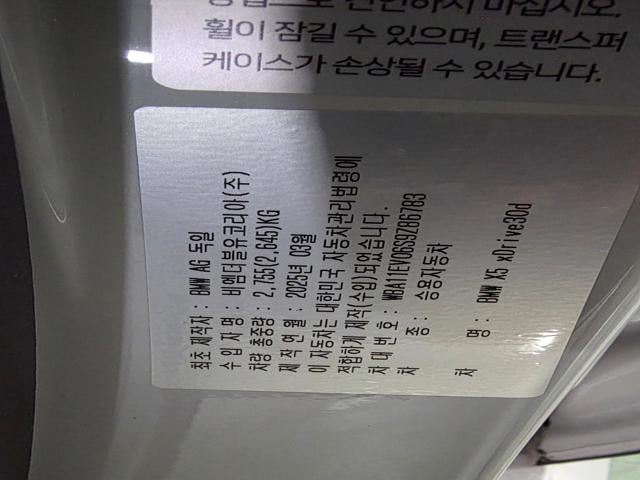 휠이 잠길 수 있으며, 트랜스퍼
케이스가 손상될 수 있습니다.
최초 제작자 : BMW AG 독일
수 입 자 명 : 비엠더블유코리아(주)
차량 총중량 : 2,755(2,645)KG
제 작 연 월 : 2025년 03월
이 자동차는 대한민국 자동차관리법령에
적합하게 제작(수입)되었습니다.
차 대 번 호 : WBA11EV06S9Z86783
차 종 : 승용자동차
차 명 : BMW X5 xDrive30d